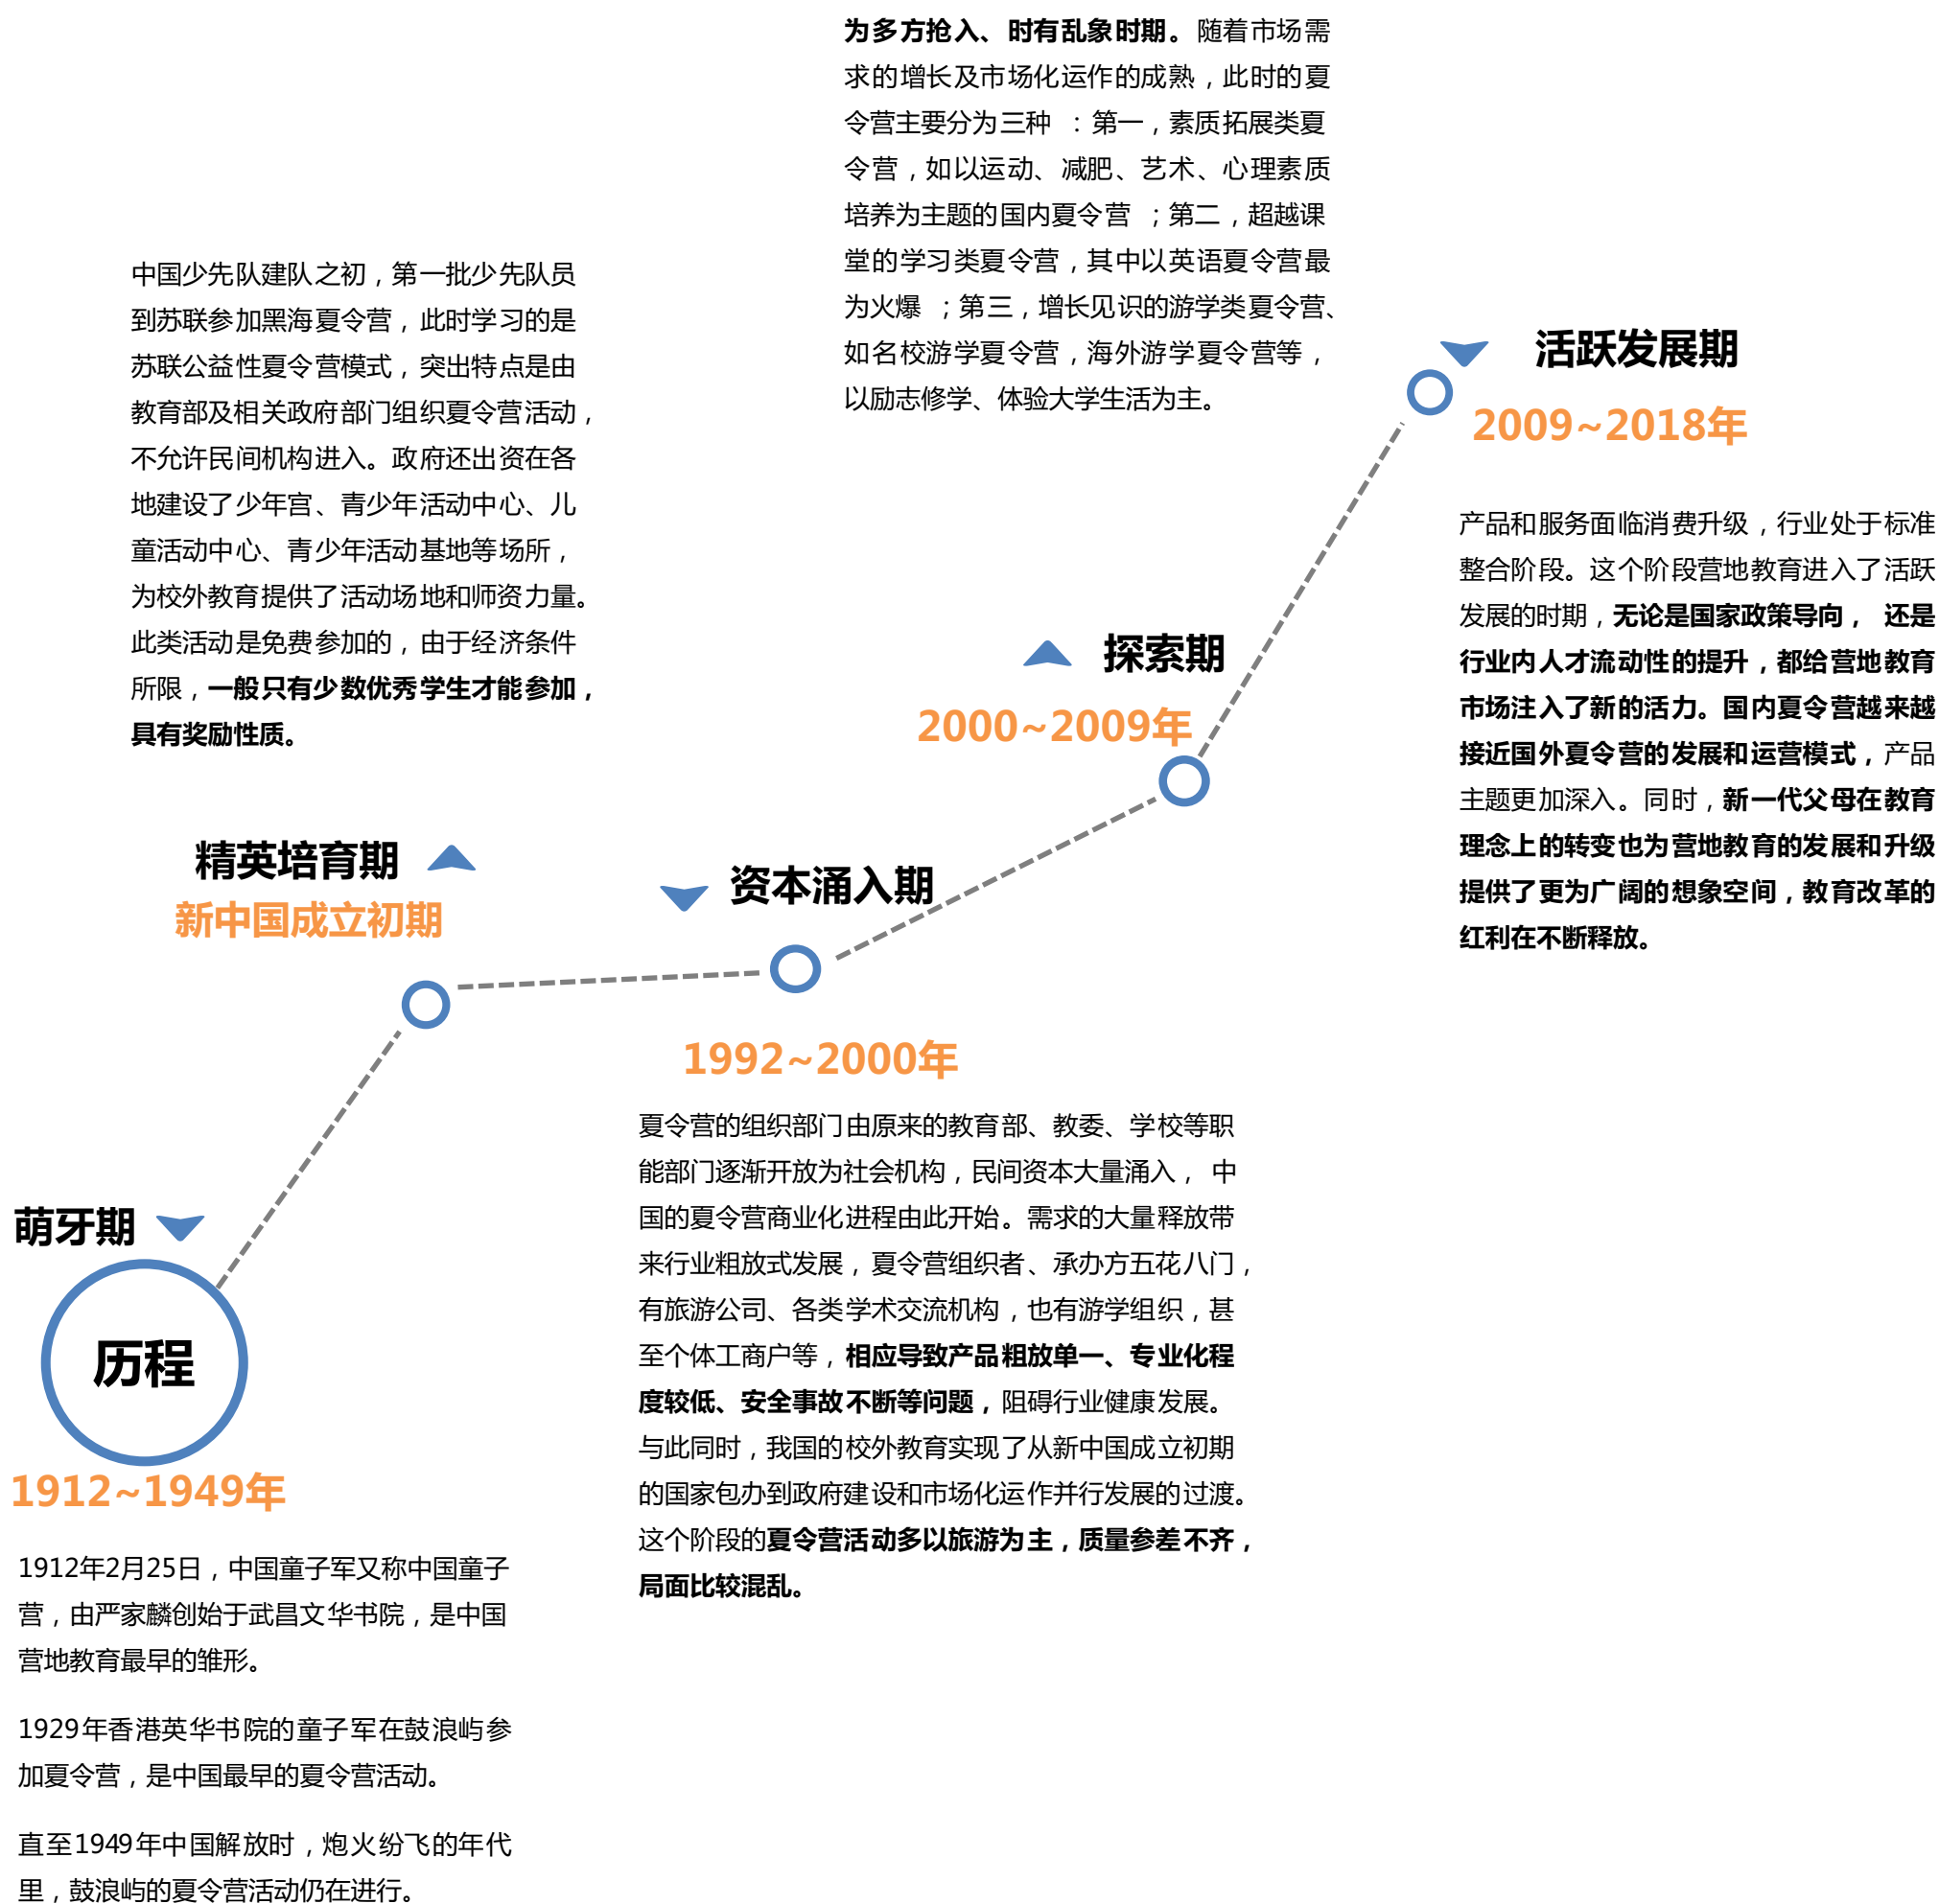 为多方抢入、时有乱象时期。随着市场需
求的增长及市场化运作的成熟，此时的夏
令营主要分为三种 ：第一，素质拓展类夏
令营，如以运动、减肥、艺术、心理素质
培养为主题的国内夏令营 ；第二，超越课
堂的学习类夏令营，其中以英语夏令营最
为火爆 ；第三，增长见识的游学类夏令营、
如名校游学夏令营，海外游学夏令营等，
以励志修学、体验大学生活为主。
中国少先队建队之初，第一批少先队员
到苏联参加黑海夏令营，此时学习的是
苏联公益性夏令营模式，突出特点是由
教育部及相关政府部门组织夏令营活动，
不允许民间机构进入。政府还出资在各
地建设了少年宫、青少年活动中心、儿
童活动中心、青少年活动基地等场所，
为校外教育提供了活动场地和师资力量。
此类活动是免费参加的，由于经济条件
所限，一般只有少数优秀学生才能参加，
具有奖励性质。
活跃发展期
2009~2018年
产品和服务面临消费升级，行业处于标准
整合阶段。这个阶段营地教育进入了活跃
发展的时期，无论是国家政策导向， 还是
行业内人才流动性的提升，都给营地教育
市场注入了新的活力。国内夏令营越来越
接近国外夏令营的发展和运营模式，产品
主题更加深入。同时，新一代父母在教育
理念上的转变也为营地教育的发展和升级
提供了更为广阔的想象空间，教育改革的
红利在不断释放。
探索期
2000~2009年
精英培育期
新中国成立初期
资本涌入期
1992~2000年
夏令营的组织部门由原来的教育部、教委、学校等职
能部门逐渐开放为社会机构，民间资本大量涌入， 中
国的夏令营商业化进程由此开始。需求的大量释放带
来行业粗放式发展，夏令营组织者、承办方五花八门，
有旅游公司、各类学术交流机构，也有游学组织，甚
至个体工商户等，相应导致产品粗放单一、专业化程
度较低、安全事故不断等问题，阻碍行业健康发展。
与此同时，我国的校外教育实现了从新中国成立初期
的国家包办到政府建设和市场化运作并行发展的过渡。
这个阶段的夏令营活动多以旅游为主，质量参差不齐，
局面比较混乱。
萌牙期
历程
1912~1949年
1912年2月25日，中国童子军又称中国童子
营，由严家麟创始于武昌文华书院，是中国
营地教育最早的雏形。
1929年香港英华书院的童子军在鼓浪屿参
加夏令营，是中国最早的夏令营活动。
直至1949年中国解放时，炮火纷飞的年代
里，鼓浪屿的夏令营活动仍在进行。